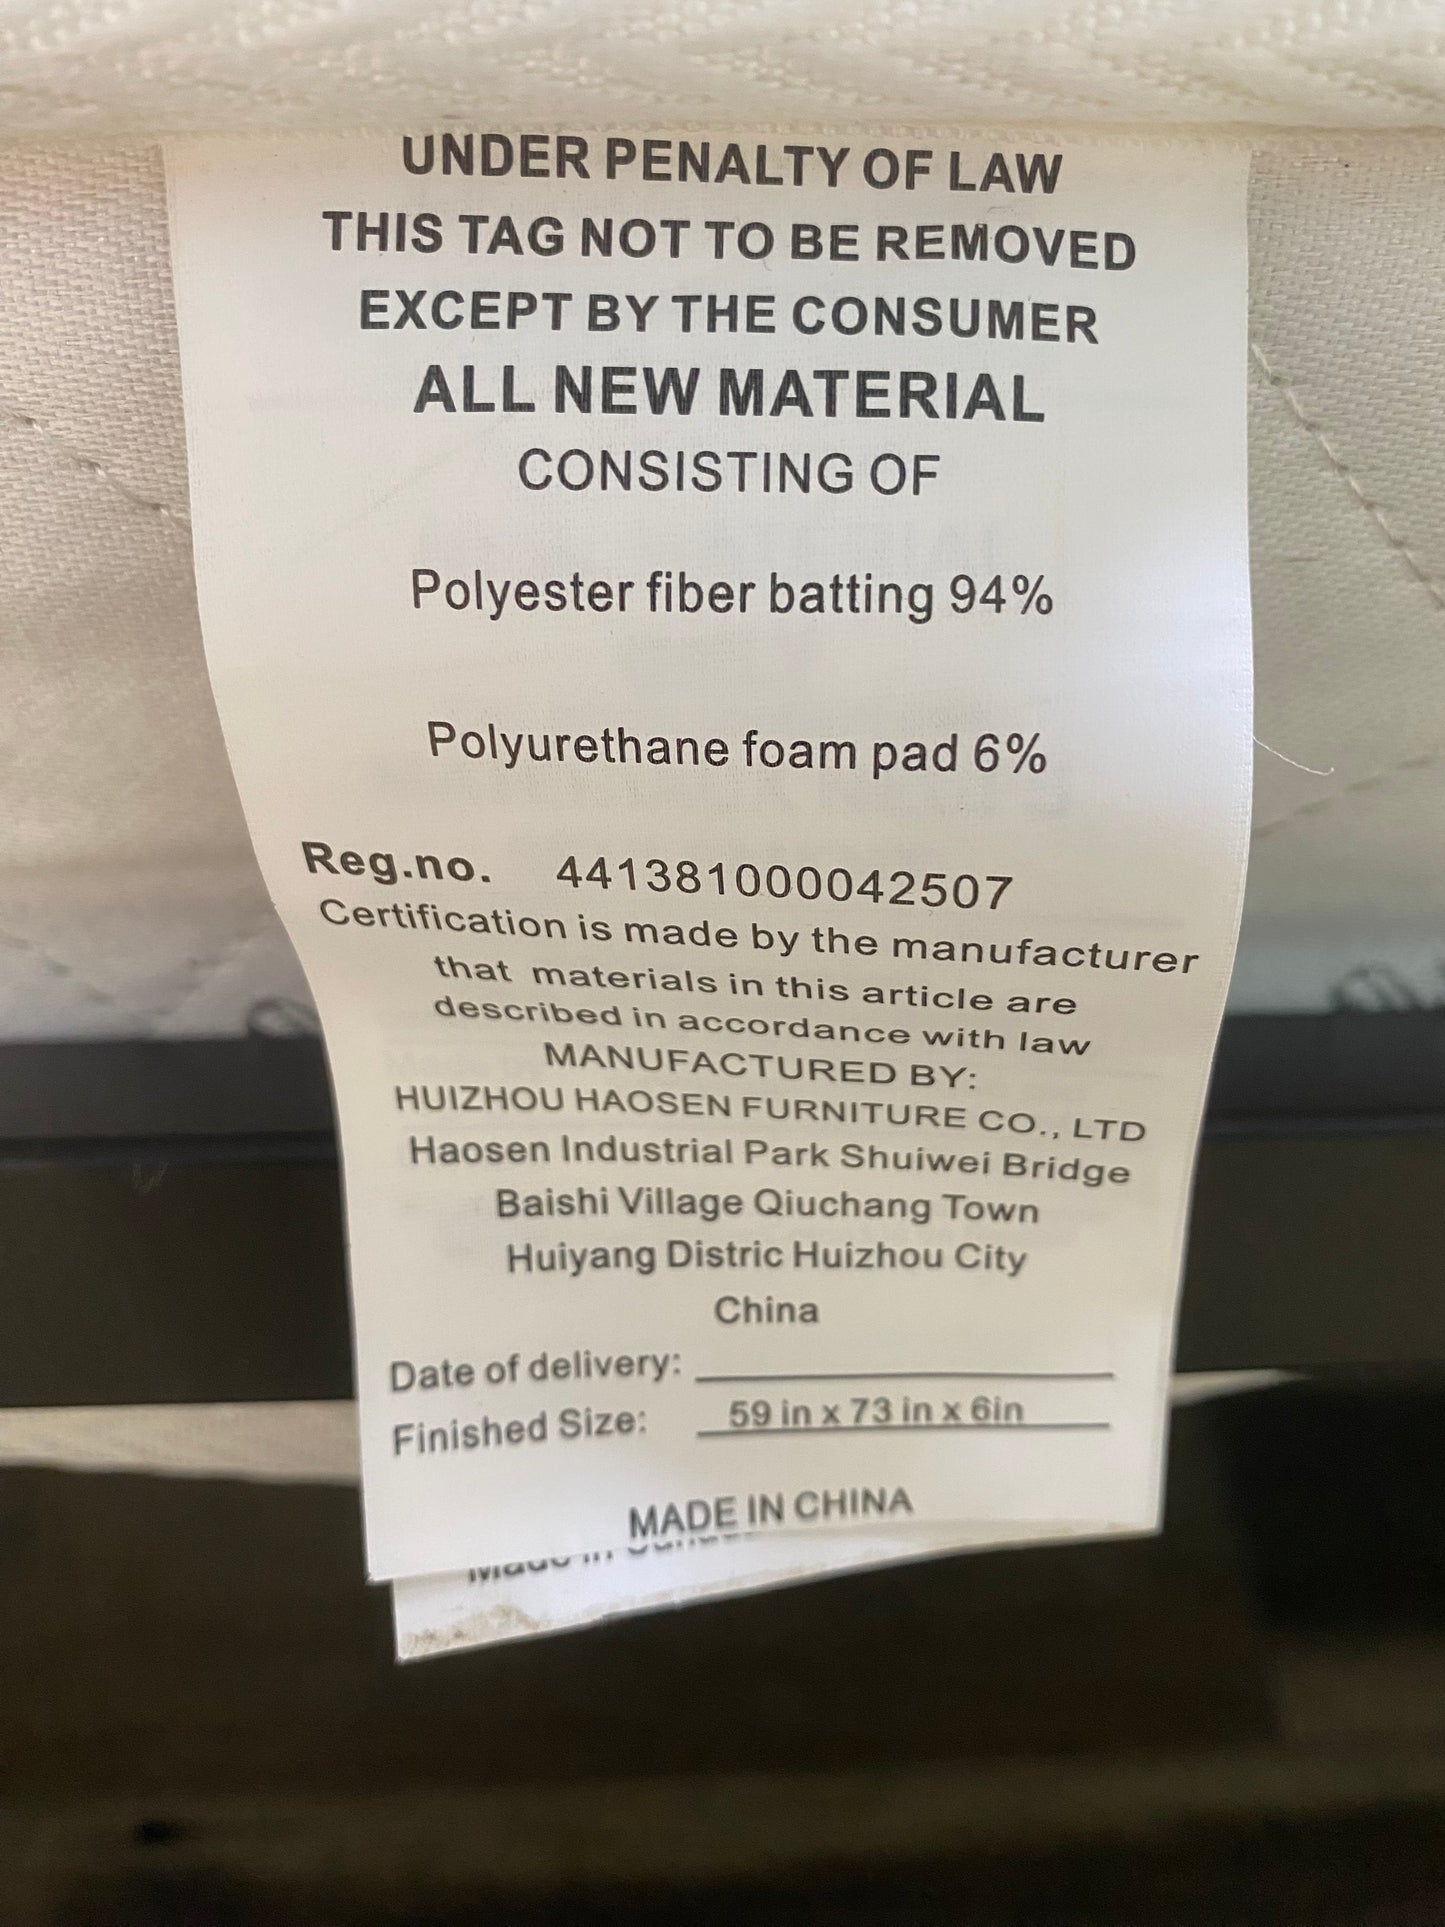 UNDER PENALTY OF LAW
THIS TAG NOT TO BE REMOVED
EXCEPT BY THE CONSUMER
ALL NEW MATERIAL
CONSISTING OF
Polyester fiber batting 94%
Polyurethane foam pad 6%
Reg.no. 441381000042507
Certification is made by the manufacturer
that materials in this article are
described in accordance with law
MANUFACTURED BY:
HUIZHOU HAOSEN FURNITURE CO., LTD
Haosen Industrial Park Shuiwei Bridge
Baishi Village Qiuchang Town
Huiyang Distric Huizhou City
China
Date of delivery:
Finished Size: 59 in x 73 in x 6in
MADE IN CHINA
Made in